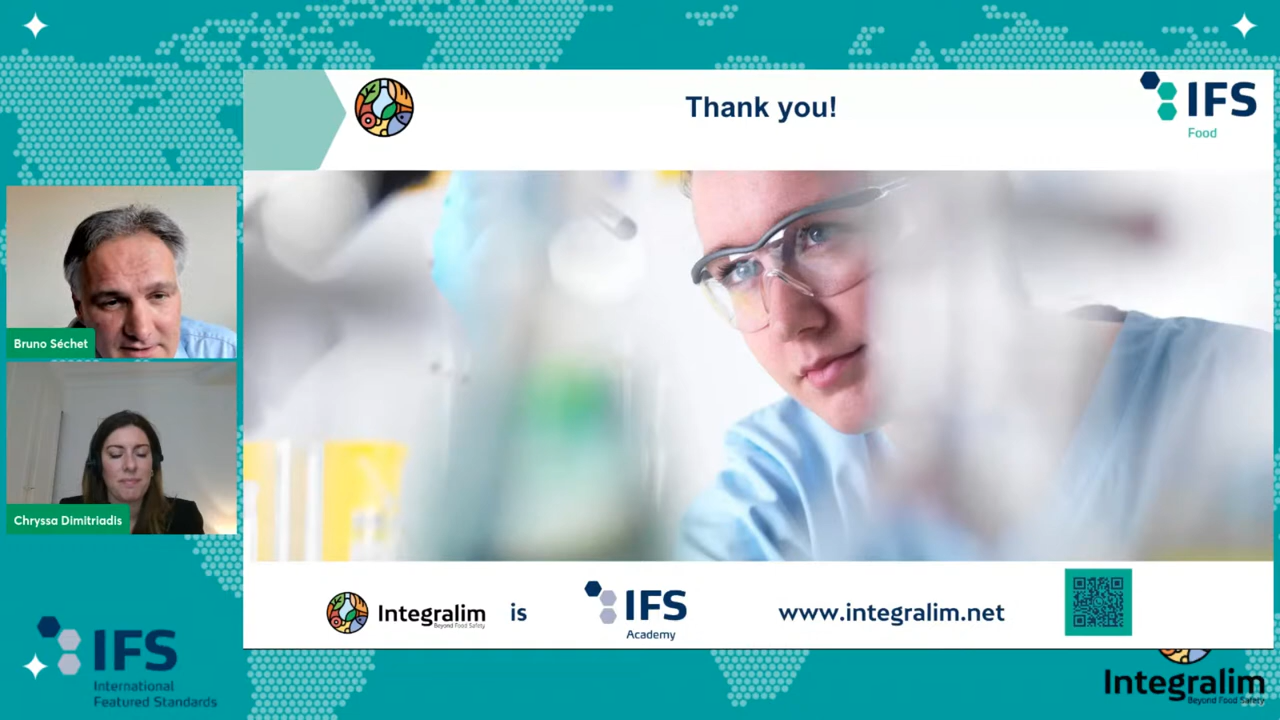 Thank you!
IFS
Food
Bruno Séchet
Chryssa Dimitriadis
Integralim
Beyond Food Safety
is
IFS
Academy
www.integralim.net
IFS
International
Featured Standards
Integralim
Beyond Food Safety